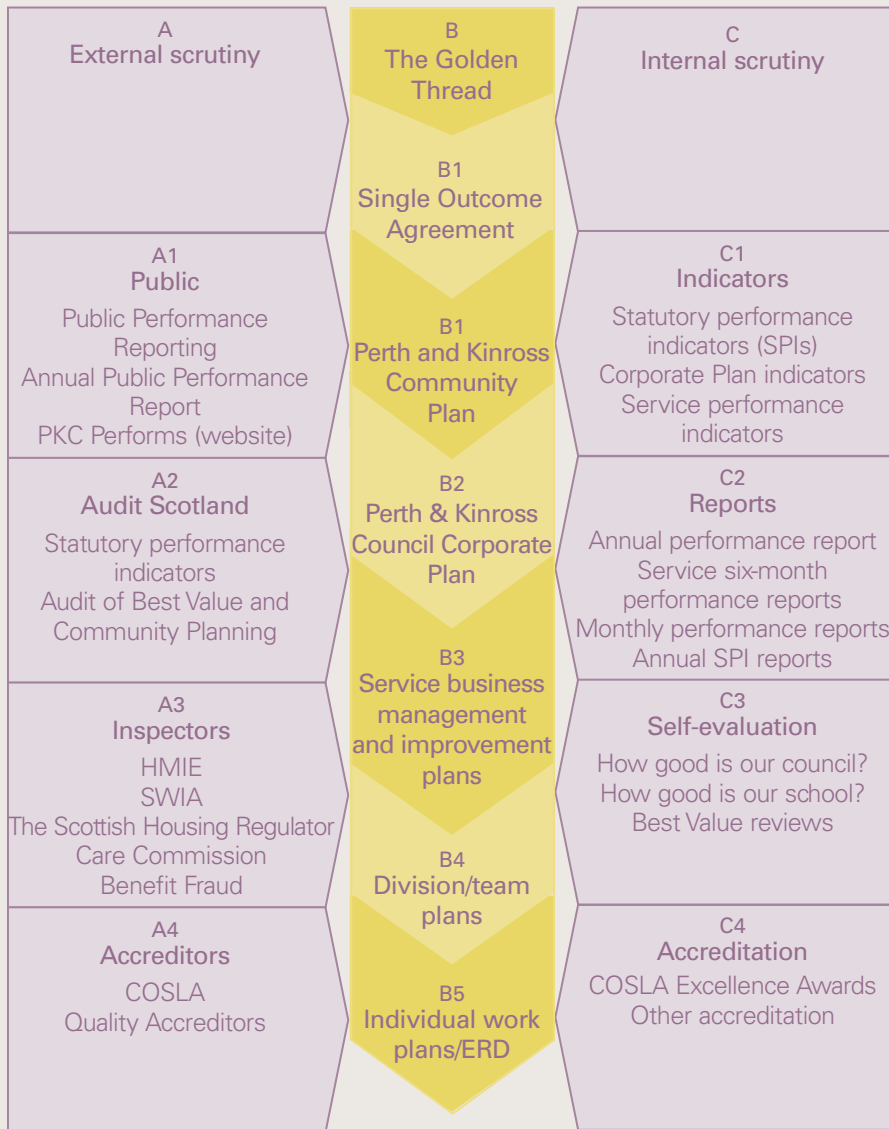 A
External scrutiny
A1
Public
Public Performance
Reporting
Annual Public Performance
Report
PKC Performs (website)
A2
Audit Scotland
Statutory performance
indicators
Audit of Best Value and
Community Planning
A3
Inspectors
HMIE
SWIA
The Scottish Housing Regulator
Care Commission
Benefit Fraud
A4
Accreditors
COSLA
Quality Accreditors
B
The Golden
Thread
B1
Single Outcome
Agreement
B1
Perth and Kinross
Community
Plan
B2
Perth & Kinross
Council Corporate
Plan
B3
Service business
management
and improvement
plans
B4
Division/team
plans
B5
Individual work
plans/ERD
C
Internal scrutiny
C1
Indicators
Statutory performance
indicators (SPIs)
Corporate Plan indicators
Service performance
indicators
C2
Reports
Annual performance report
Service six-month
performance reports
Monthly performance reports
Annual SPI reports
C3
Self-evaluation
How good is our council?
How good is our school?
Best Value reviews
C4
Accreditation
COSLA Excellence Awards
Other accreditation